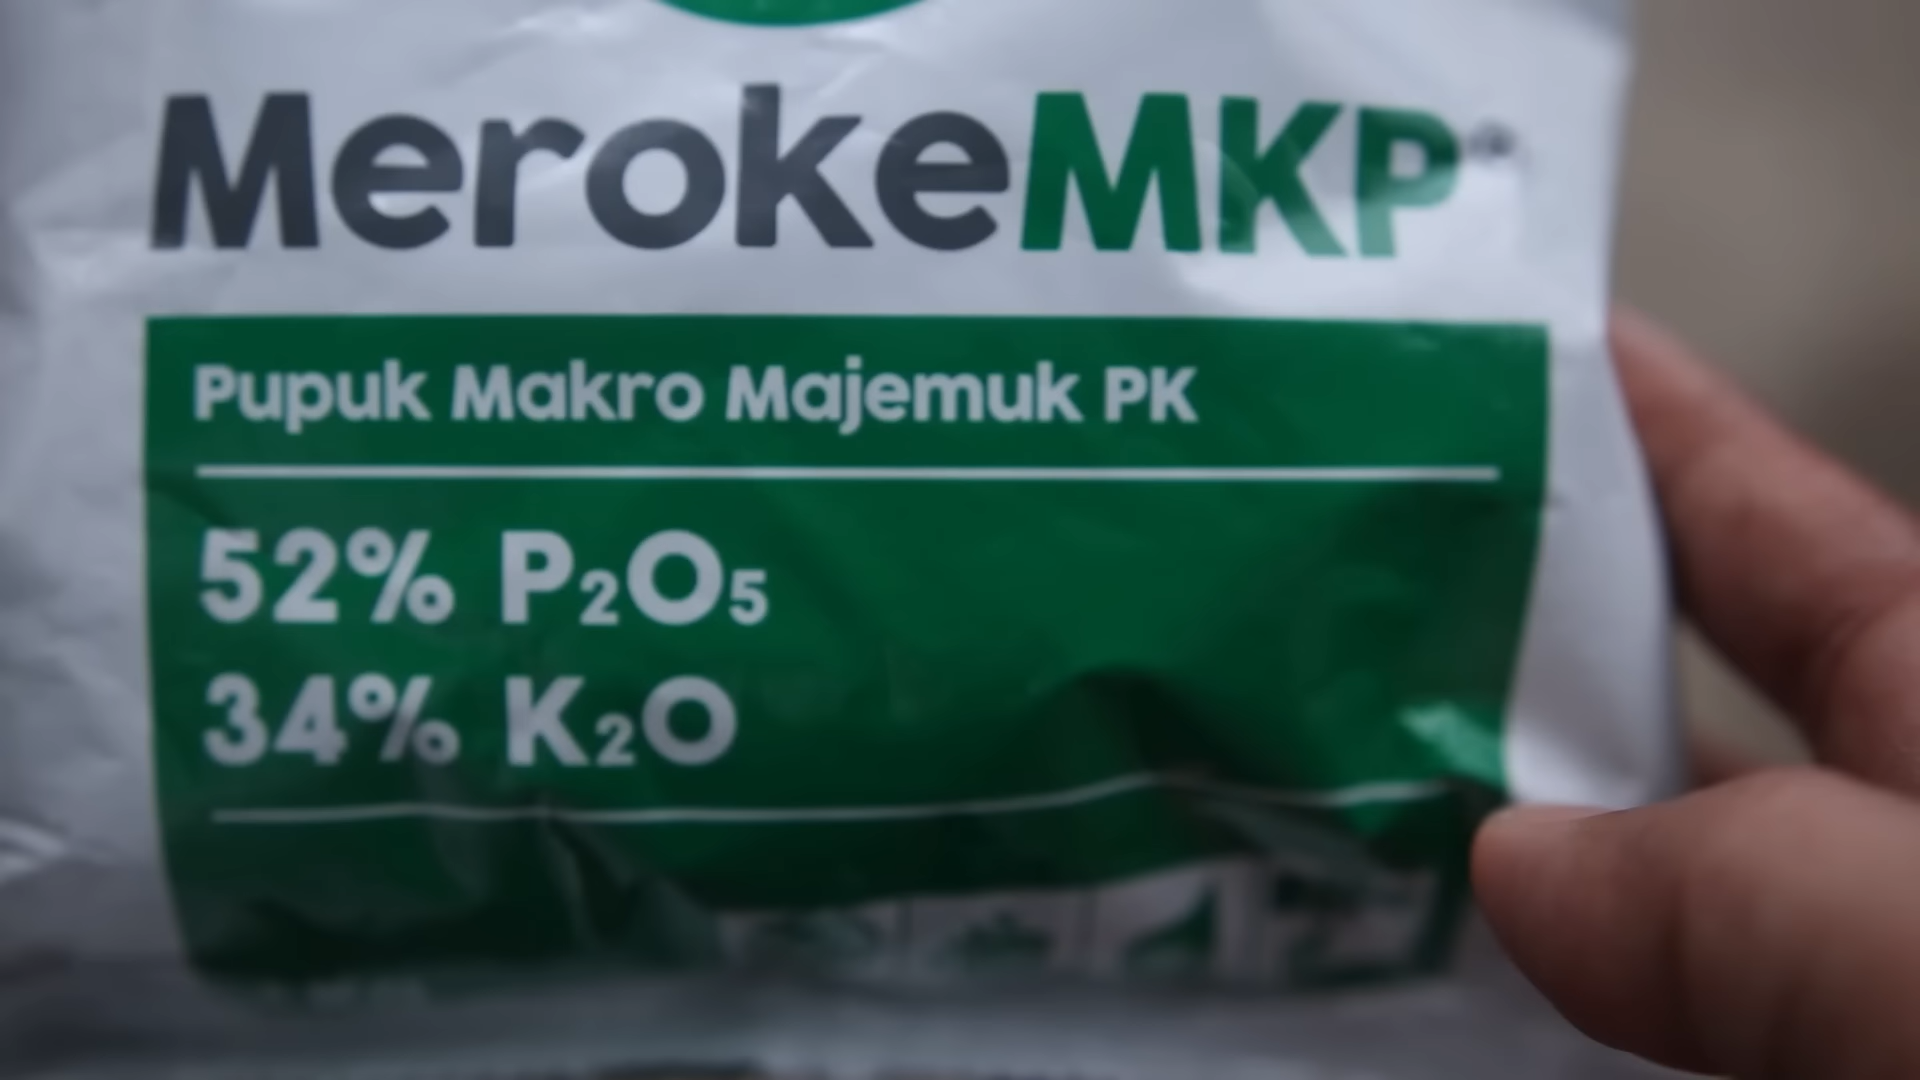 MerokeMKP
Pupuk Makro Majemuk PK
52% P₂O₅
34% K₂O